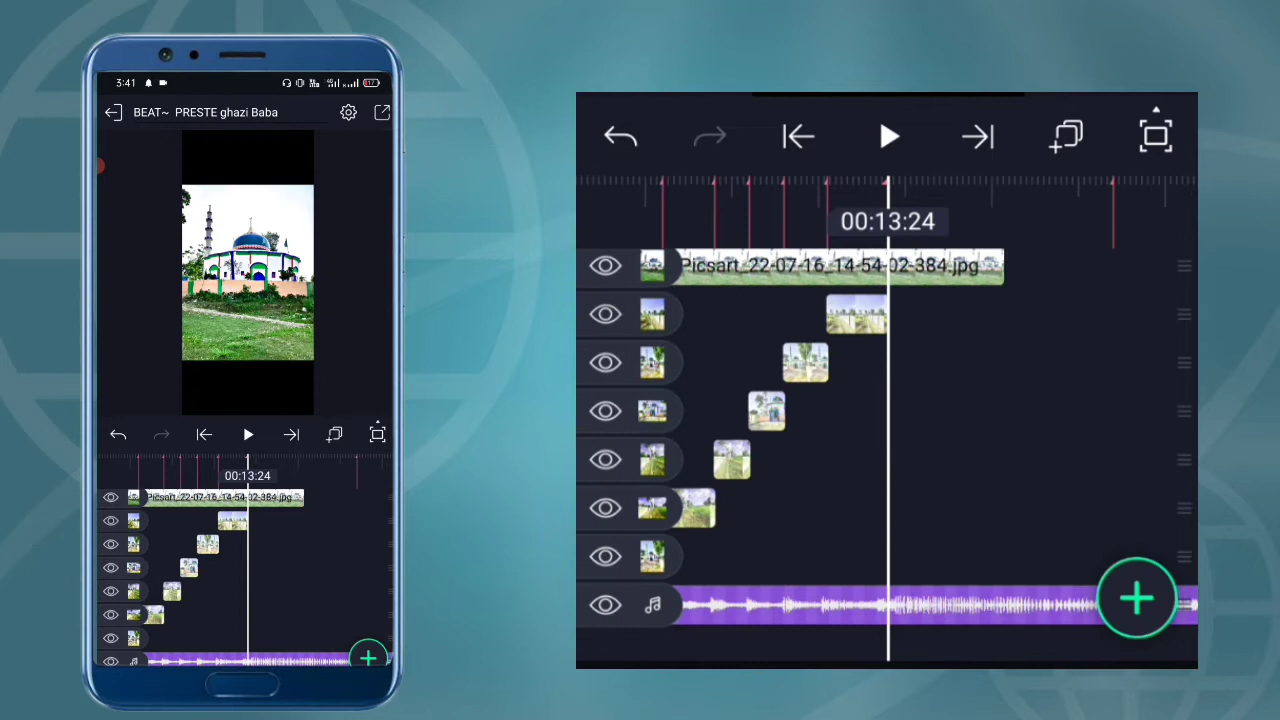 3:41
BEAT~ PRESTE ghazi Baba
00:13:24
Picsart_22-07-16_14-54-02-384.jpg
00:13:24
Picsart_22-07-16_14-54-02-384.jpg